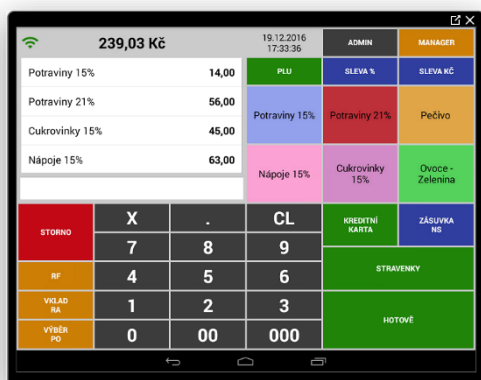 239,03 Kč
19.12.2016
17:33:36
ADMIN
MANAGER
Potraviny 15% 14,00
Potraviny 21% 56,00
Cukrovinky 15% 45,00
Nápoje 15% 63,00
PLU
SLEVA %
SLEVA KČ
Potraviny 15%
Potraviny 21%
Pečivo
Nápoje 15%
Cukrovinky
15%
Ovoce -
Zelenina
STORNO
X
.
CL
KREDITNÍ
KARTA
ZÁSUVKA
NS
7
8
9
RF
4
5
6
STRAVENKY
VKLAD
RA
1
2
3
HOTOVĚ
VÝBĚR
PO
0
00
000